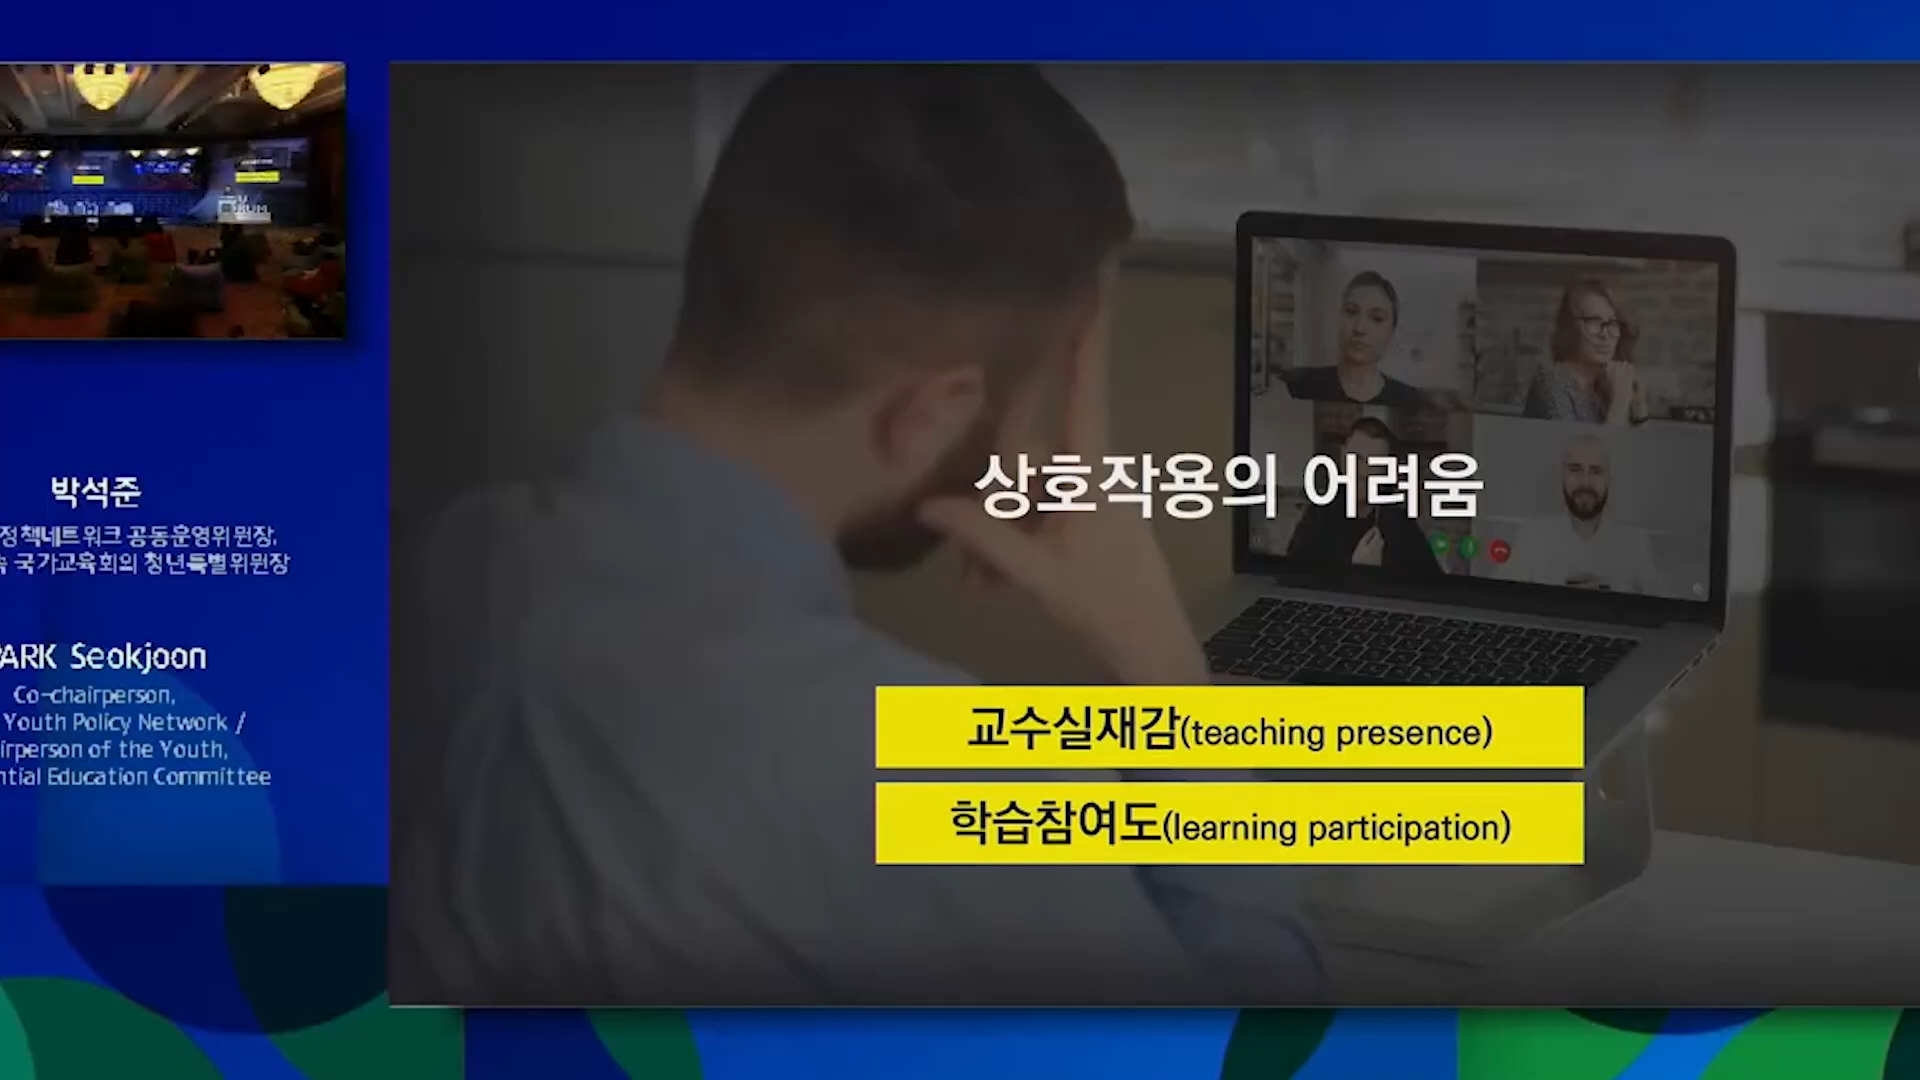 박석준
정책네트워크 공동운영위원장,
국가교육회의 청년특별위원장
PARK Seokjoon
Co-chairperson,
Youth Policy Network /
of the Youth,
Education Committee
상호작용의 어려움
교수실재감(teaching presence)
학습참여도(learning participation)